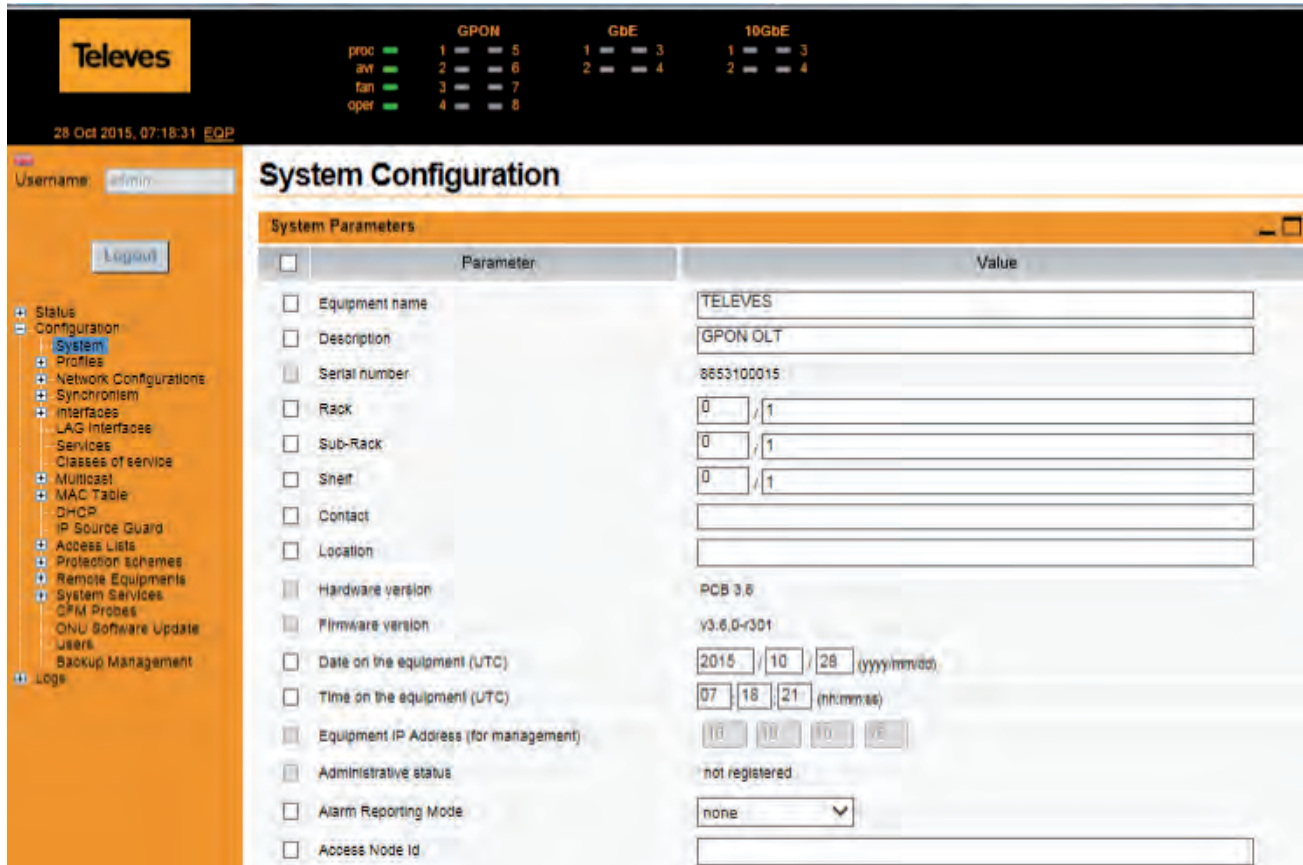 Televes
GPON GbE 10GbE
proc 1 5 1 3 1 3
avr 2 6 2 4 2 4
fan 3 7
oper 4 8
28 Oct 2015, 07:18:31 EQP
Username: admin
Logout
Status
Configuration
System
Profiles
Network Configurations
Synchronism
Interfaces
LAG Interfaces
Services
Classes of service
Multicast
MAC Table
DHCP
IP Source Guard
Access Lists
Protection schemes
Remote Equipments
System Services
CFM Probes
ONU Software Update
Users
Backup Management
Logs
System Configuration
System Parameters
Parameter Value
Equipment name TELEVES
Description GPON OLT
Serial number 8653100015
Rack 0 / 1
Sub-Rack 0 / 1
Shelf 0 / 1
Contact
Location
Hardware version PCB 3.6
Firmware version v3.6.0-r301
Date on the equipment (UTC) 2015 / 10 / 28 (yyyy/mm/dd)
Time on the equipment (UTC) 07 : 18 : 21 (hh:mm:ss)
Equipment IP Address (for management)
Administrative status not registered
Alarm Reporting Mode none
Access Node Id